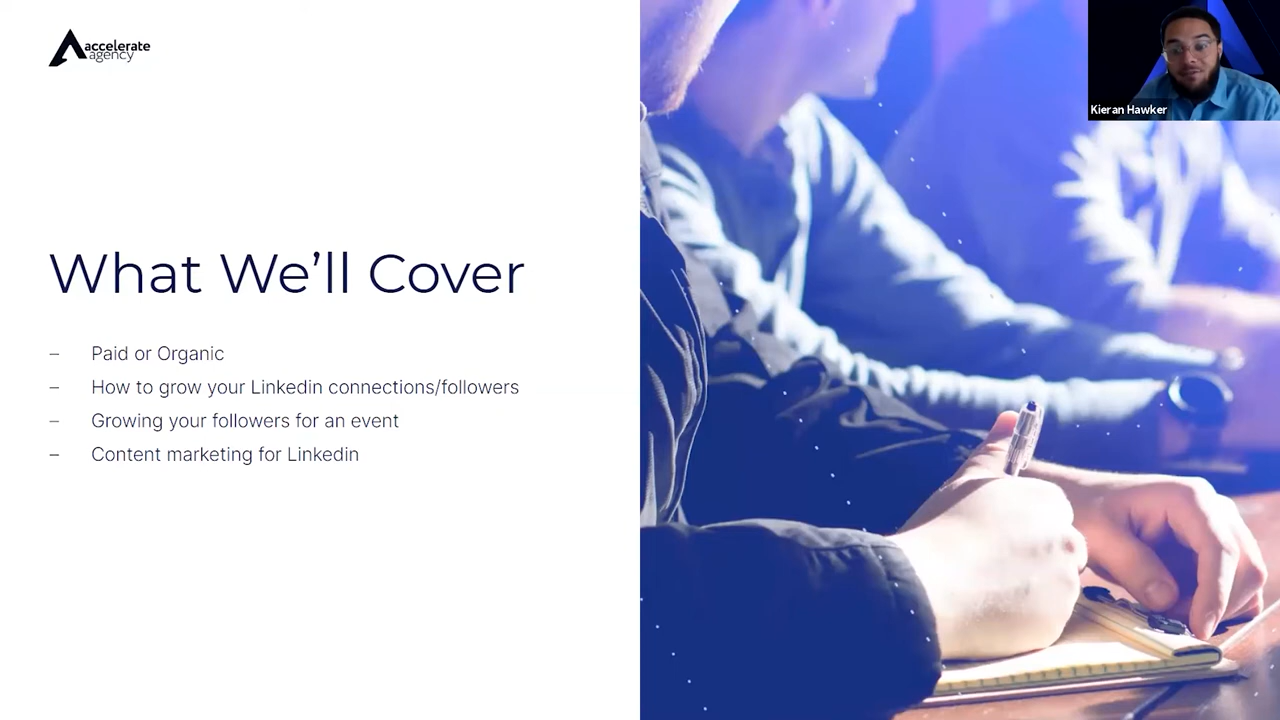 accelerate
agency
Kieran Hawker
What We'll Cover
– Paid or Organic
– How to grow your Linkedin connections/followers
– Growing your followers for an event
– Content marketing for Linkedin